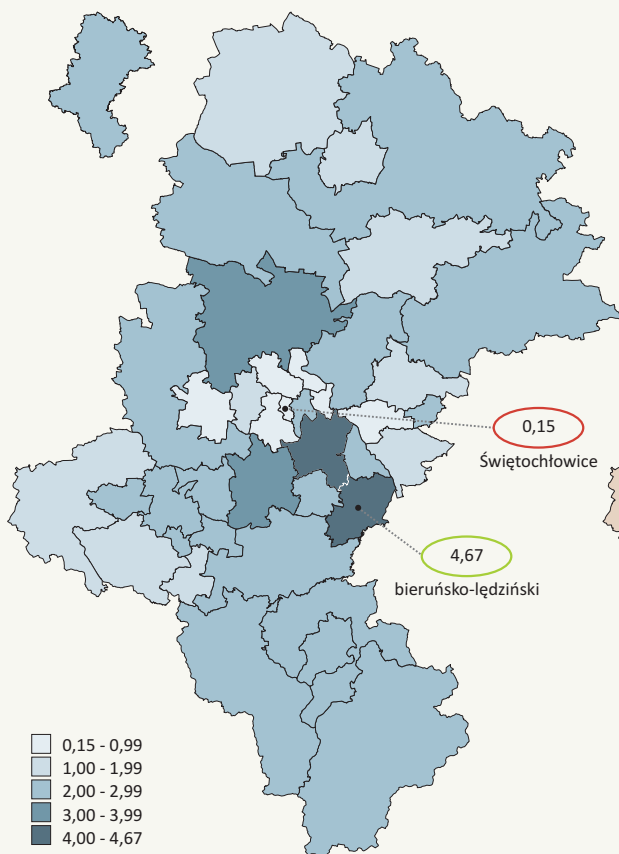 0,15
Świętochłowice
4,67
bieruńsko-lędziński
0,15 - 0,99
1,00 - 1,99
2,00 - 2,99
3,00 - 3,99
4,00 - 4,67